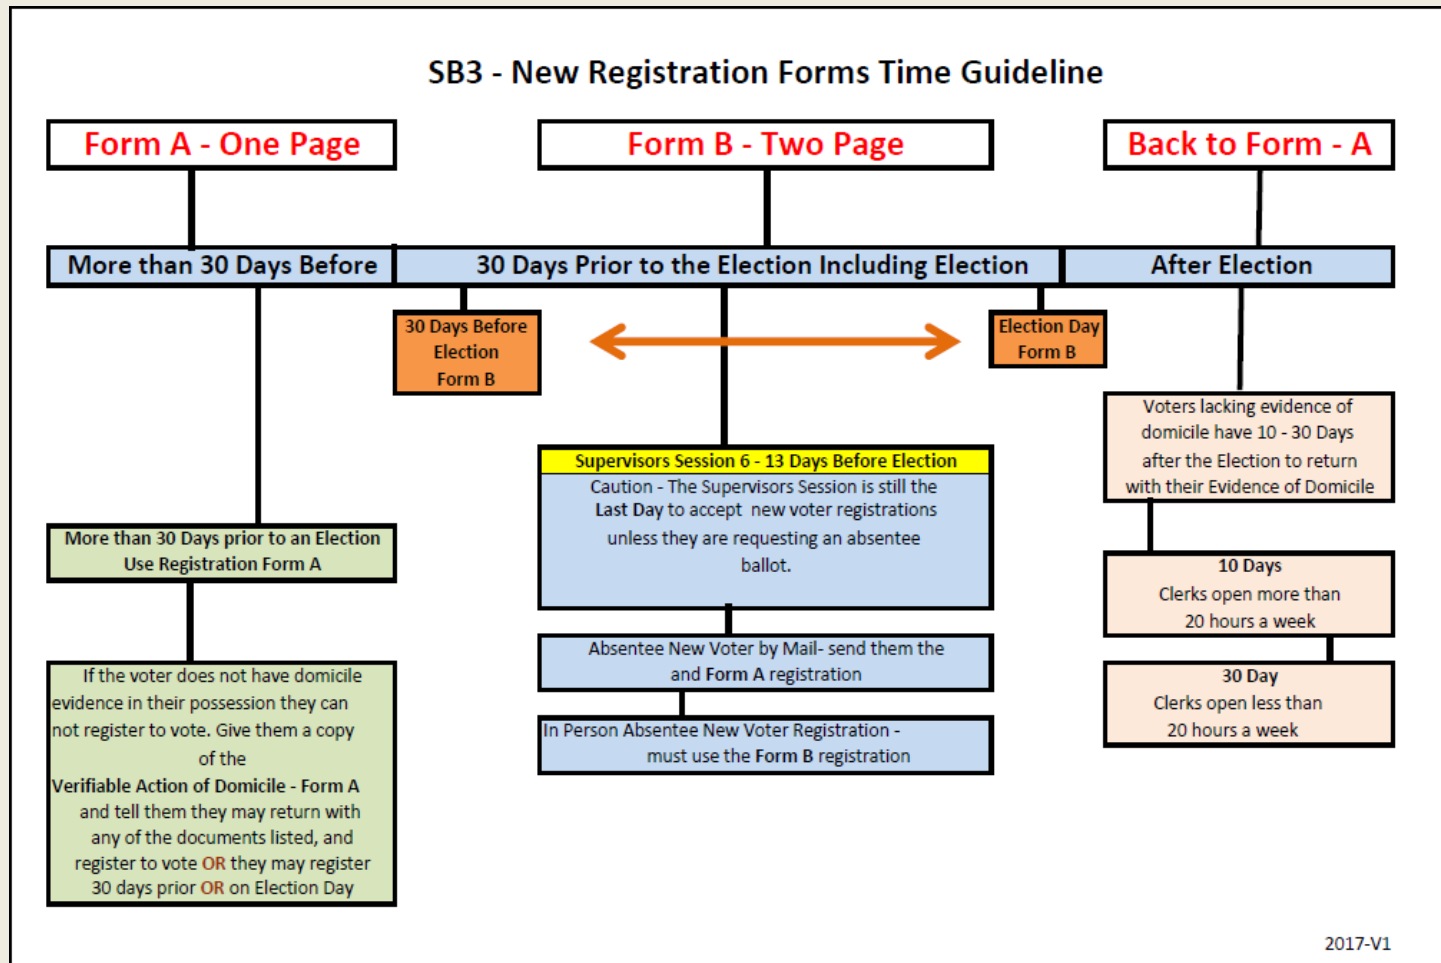 SB3 - New Registration Forms Time Guideline
Form A - One Page
Form B - Two Page
Back to Form - A
More than 30 Days Before
30 Days Prior to the Election Including Election
After Election
30 Days Before
Election
Form B
Election Day
Form B
More than 30 Days prior to an Election
Use Registration Form A
If the voter does not have domicile
evidence in their possession they can
not register to vote. Give them a copy
of the
Verifiable Action of Domicile - Form A
and tell them they may return with
any of the documents listed, and
register to vote OR they may register
30 days prior OR on Election Day
Supervisors Session 6 - 13 Days Before Election
Caution - The Supervisors Session is still the
Last Day to accept new voter registrations
unless they are requesting an absentee
ballot.
Absentee New Voter by Mail- send them the
and Form A registration
In Person Absentee New Voter Registration -
must use the Form B registration
Voters lacking evidence of
domicile have 10 - 30 Days
after the Election to return
with their Evidence of Domicile
10 Days
Clerks open more than
20 hours a week
30 Day
Clerks open less than
20 hours a week
2017-V1